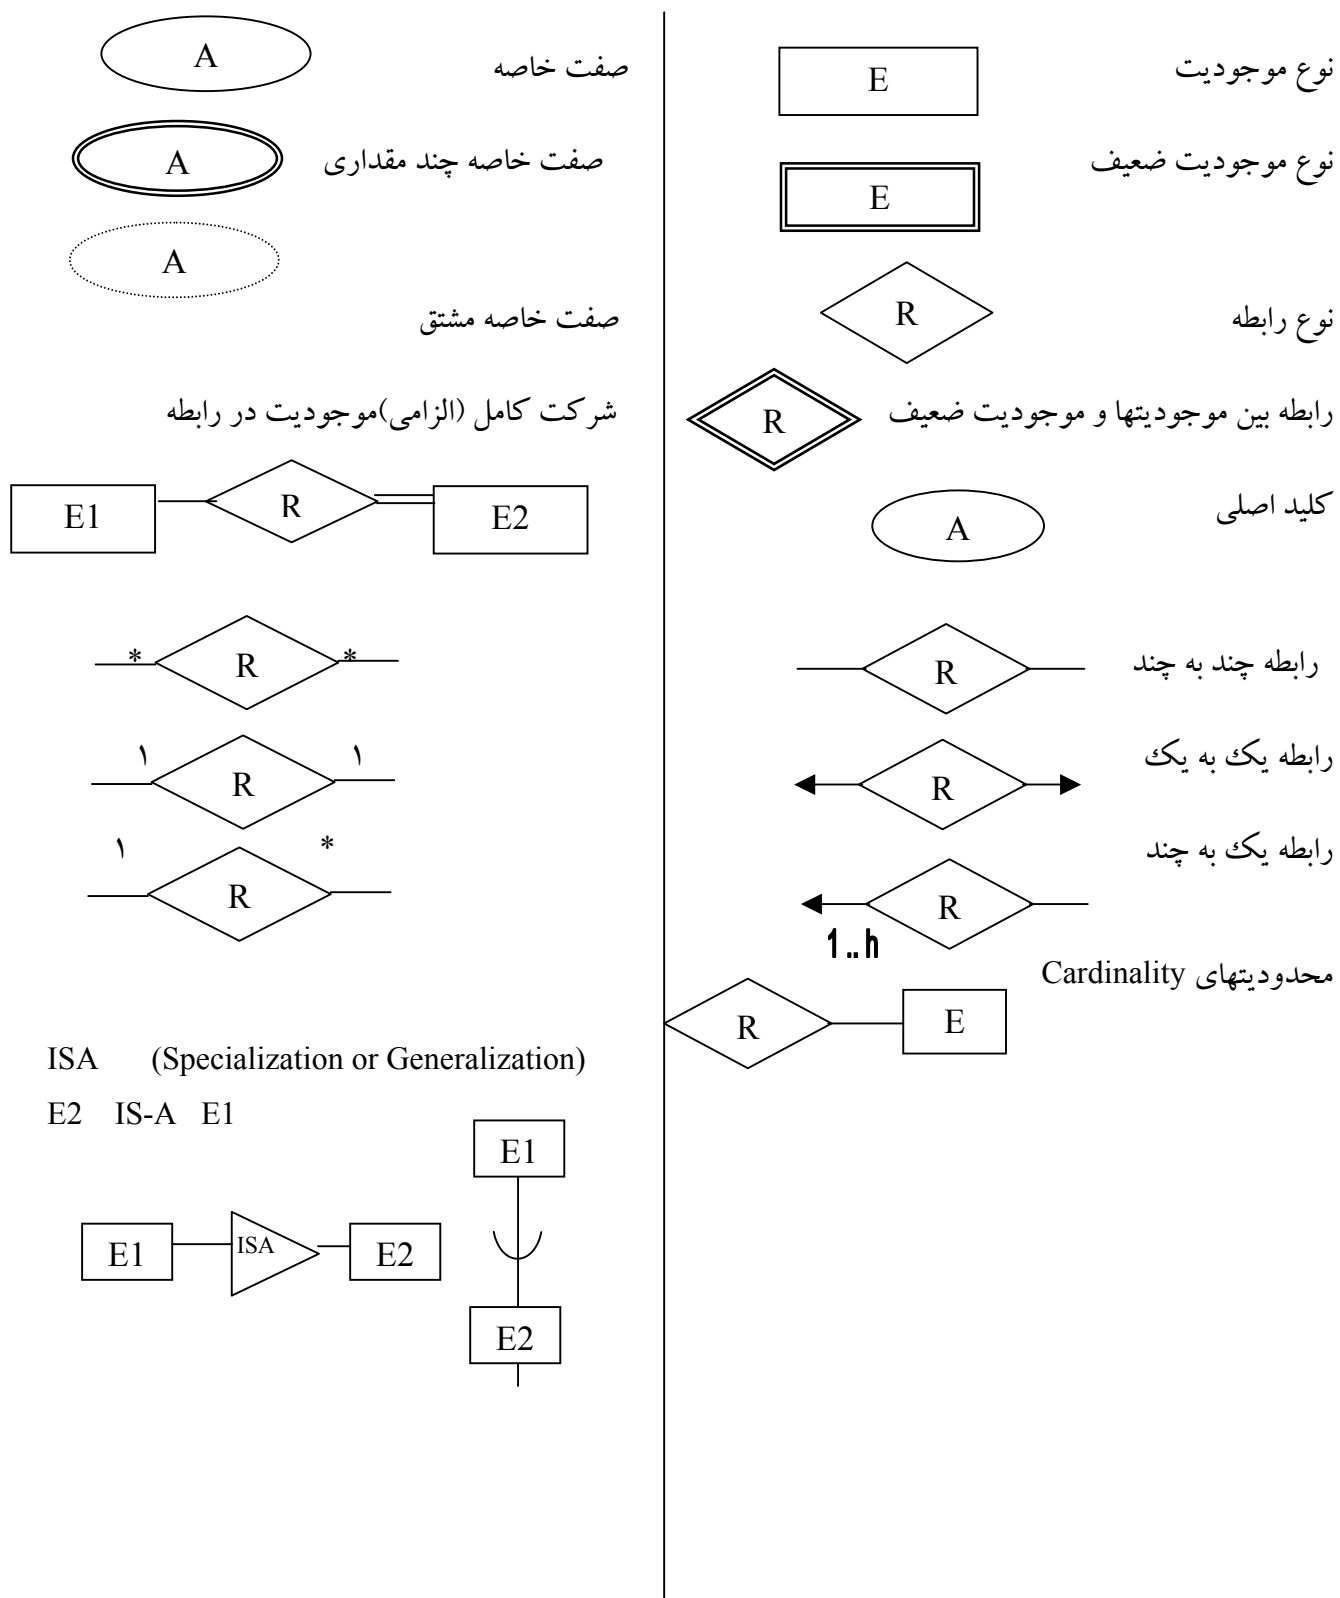 نوع موجودیت
E
نوع موجودیت ضعیف
E
نوع رابطه
R
رابطه بین موجودیتها و موجودیت ضعیف
R
کلید اصلی
A
رابطه چند به چند
R
رابطه یک به یک
R
رابطه یک به چند
R
1..h
محدودیتهای Cardinality
R
E
صفت خاصه
A
صفت خاصه چند مقداری
A
A
صفت خاصه مشتق
شرکت کامل (الزامی)موجودیت در رابطه
E1 R E2
* R *
۱ R ۱
۱ R *
ISA (Specialization or Generalization)
E2 IS-A E1
E1
E1 ISA E2
E2